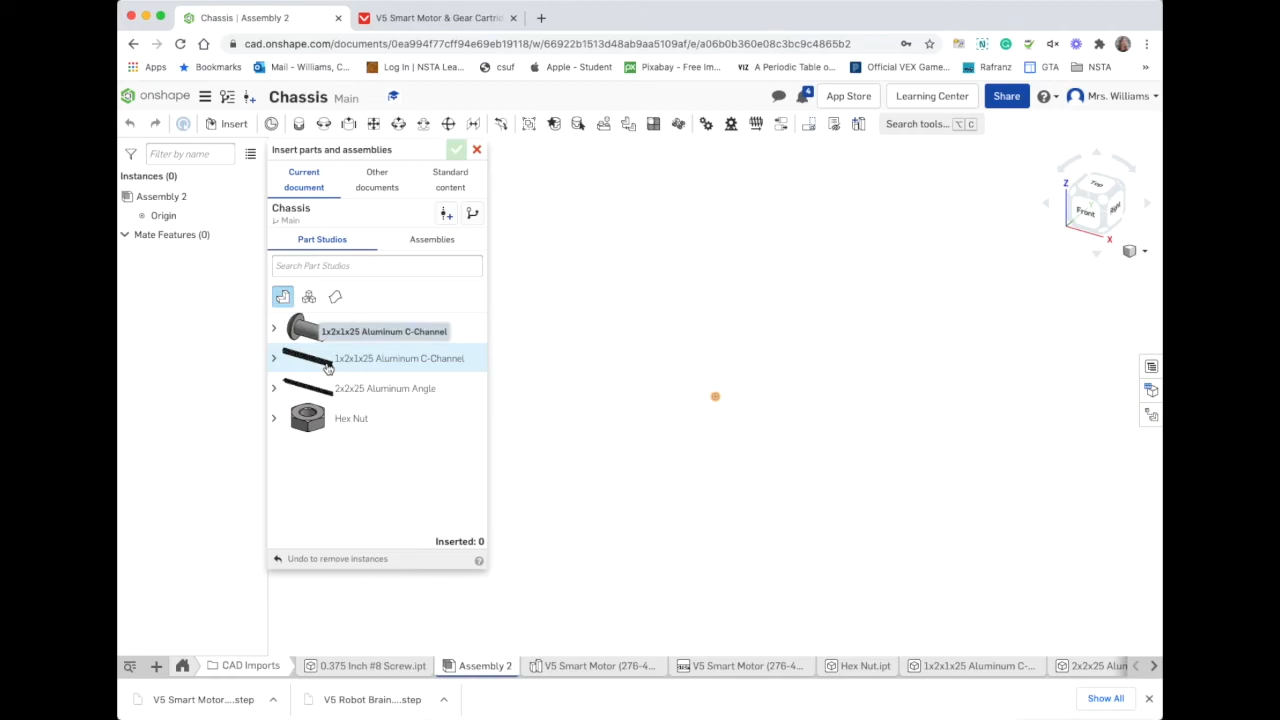 Chassis | Assembly 2
V5 Smart Motor & Gear Cartric
cad.onshape.com/documents/0ea994f77cff94e69eb19118/w/66922b1513d48ab9aa5109af/e/a06b0b360e08c3bc9c4865b2
Apps
Bookmarks
Mail - Williams, C...
Log In | NSTA Lea...
csuf
Apple - Student
Pixabay - Free Im...
VIZ A Periodic Table o...
Official VEX Game...
Rafranz
GTA
NSTA
»
onshape
Chassis Main
4
App Store
Learning Center
Share
Mrs. Williams
Insert
Search tools... ⌥ C
Filter by name
Instances (0)
Assembly 2
Origin
Mate Features (0)
Insert parts and assemblies
Current document
Other documents
Standard content
Chassis
Main
Part Studios
Assemblies
Search Part Studios
1x2x1x25 Aluminum C-Channel
1x2x1x25 Aluminum C-Channel
2x2x25 Aluminum Angle
Hex Nut
Inserted: 0
Undo to remove instances
Z
Top
Front
Right
Y
X
CAD Imports
0.375 Inch #8 Screw.ipt
Assembly 2
V5 Smart Motor (276-4...
V5 Smart Motor (276-4...
Hex Nut.ipt
1x2x1x25 Aluminum C-...
2x2x25 Alun
V5 Smart Motor....step
V5 Robot Brain....step
Show All